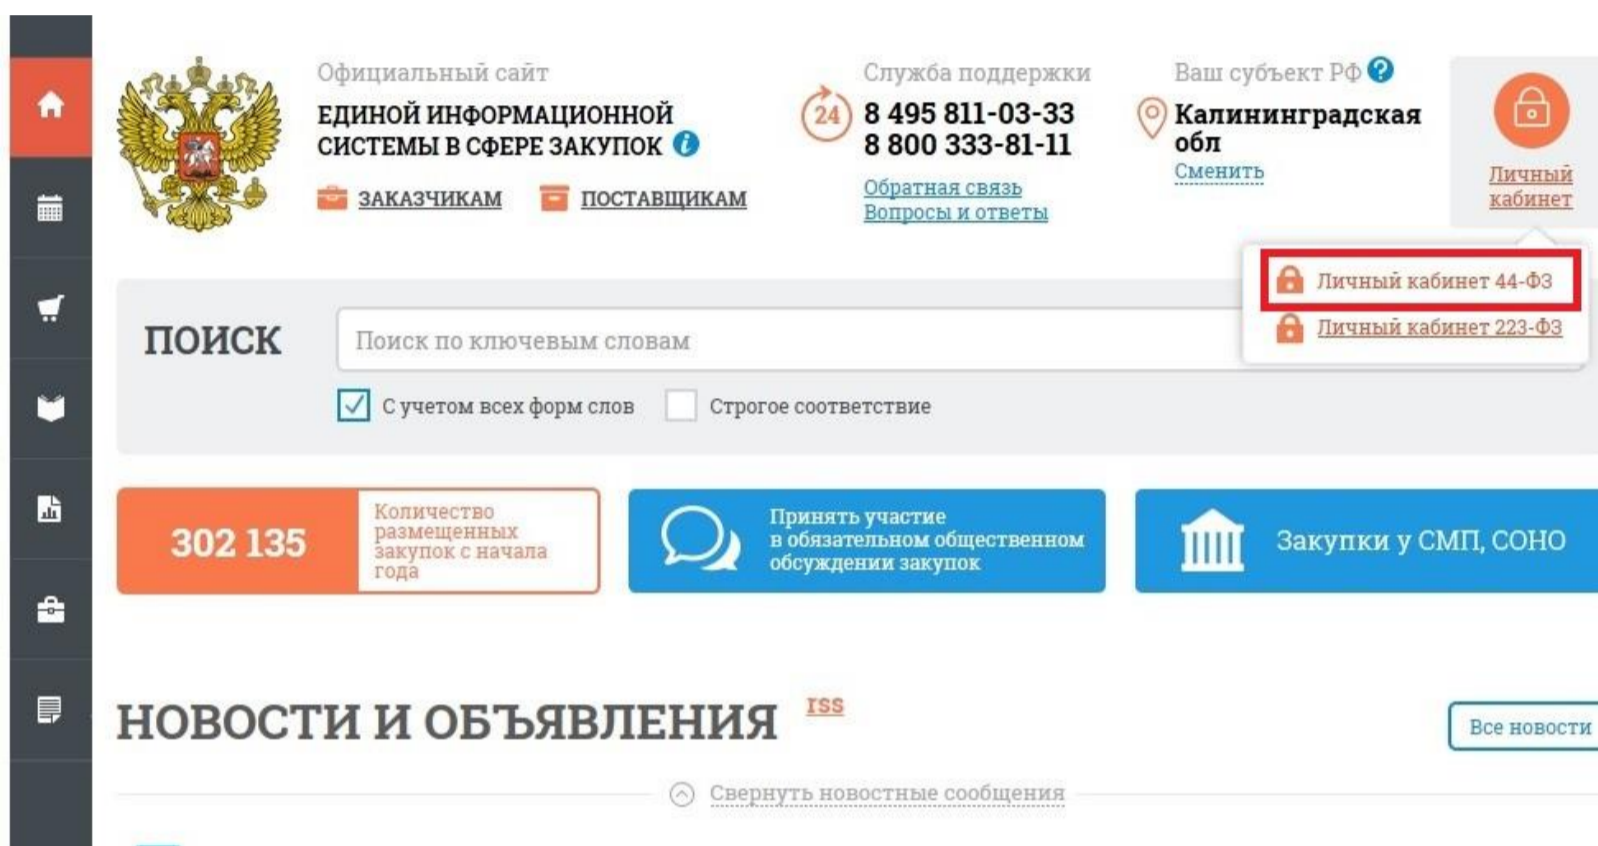 Официальный сайт
ЕДИНОЙ ИНФОРМАЦИОННОЙ
СИСТЕМЫ В СФЕРЕ ЗАКУПОК i
ЗАКАЗЧИКАМ ПОСТАВЩИКАМ
Служба поддержки
24 8 495 811-03-33
8 800 333-81-11
Обратная связь
Вопросы и ответы
Ваш субъект РФ ?
Калининградская
обл
Сменить
Личный
кабинет
Личный кабинет 44-ФЗ
Личный кабинет 223-ФЗ
ПОИСК
Поиск по ключевым словам
С учетом всех форм слов Строгое соответствие
302 135
Количество
размещенных
закупок с начала
года
Принять участие
в обязательном общественном
обсуждении закупок
Закупки у СМП, СОНО
НОВОСТИ И ОБЪЯВЛЕНИЯ rss
Все новости
Свернуть новостные сообщения